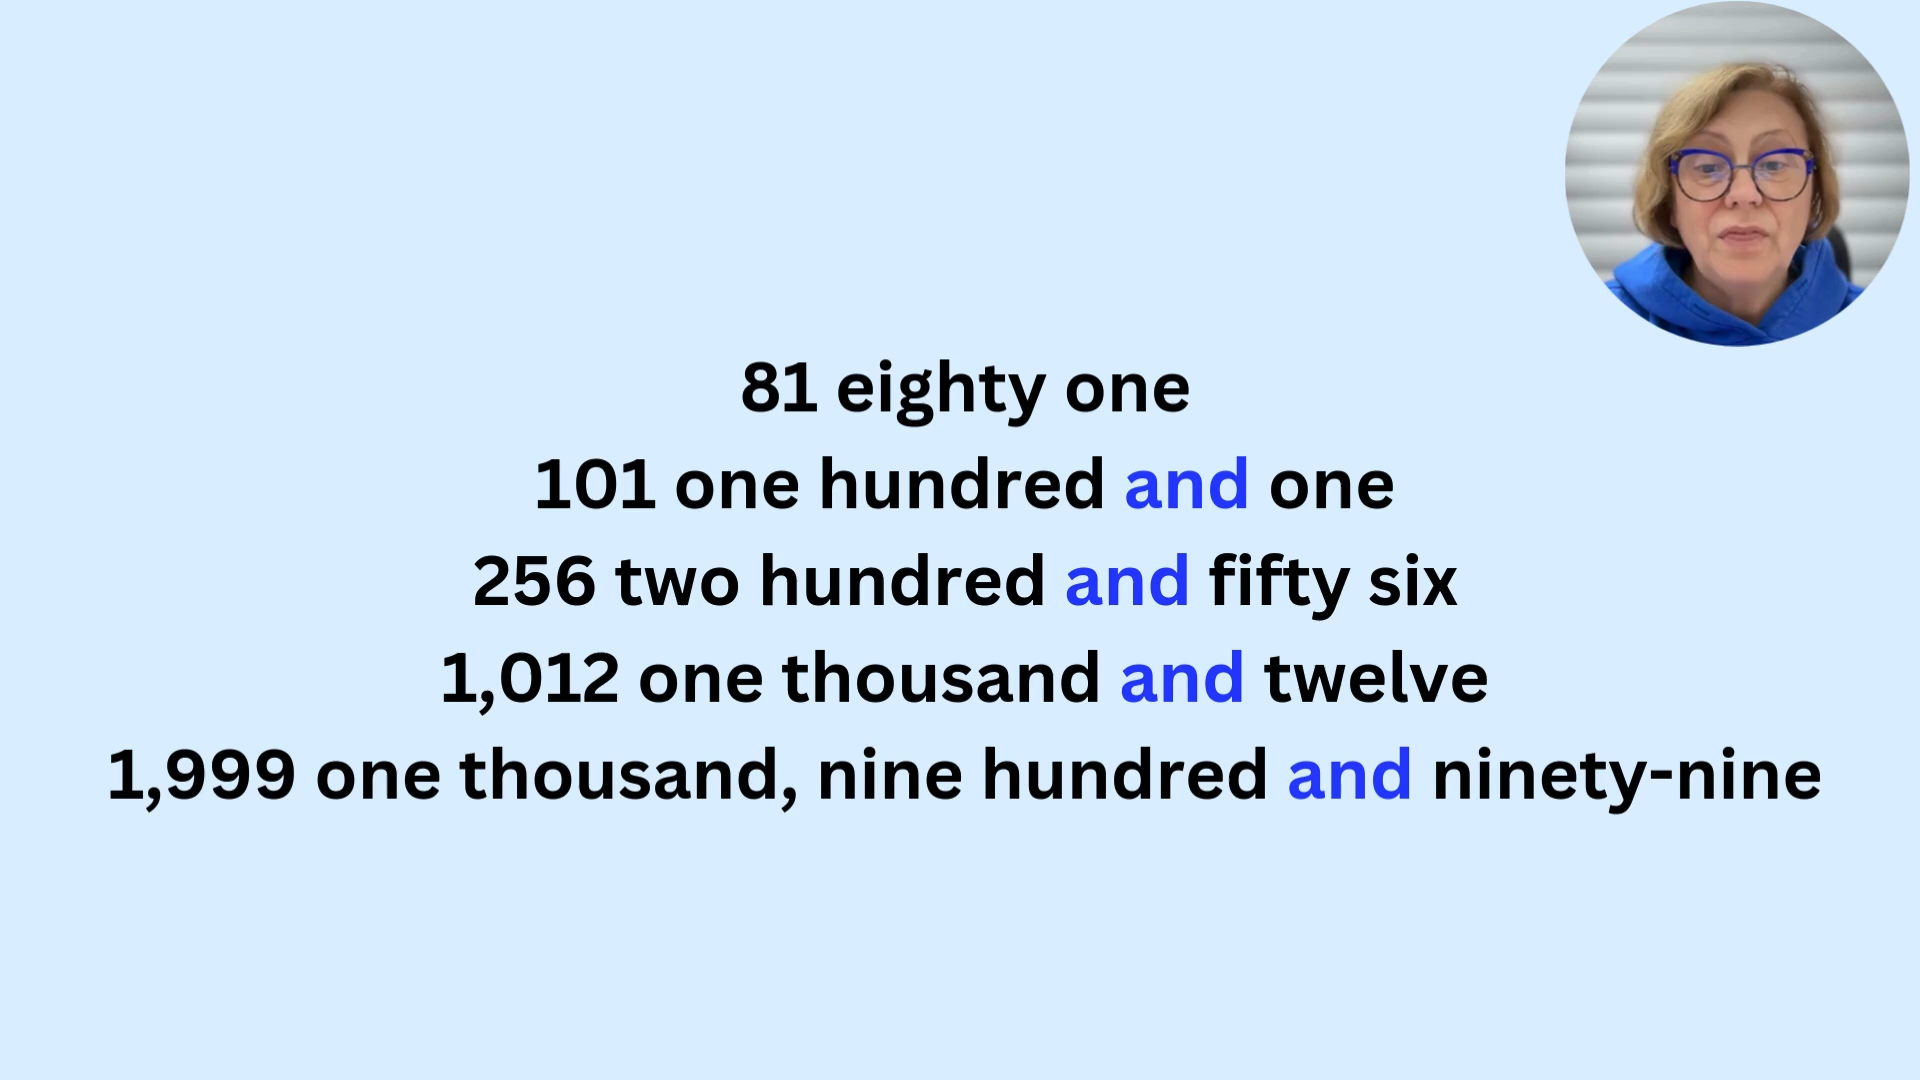 81 eighty one
101 one hundred and one
256 two hundred and fifty six
1,012 one thousand and twelve
1,999 one thousand, nine hundred and ninety-nine